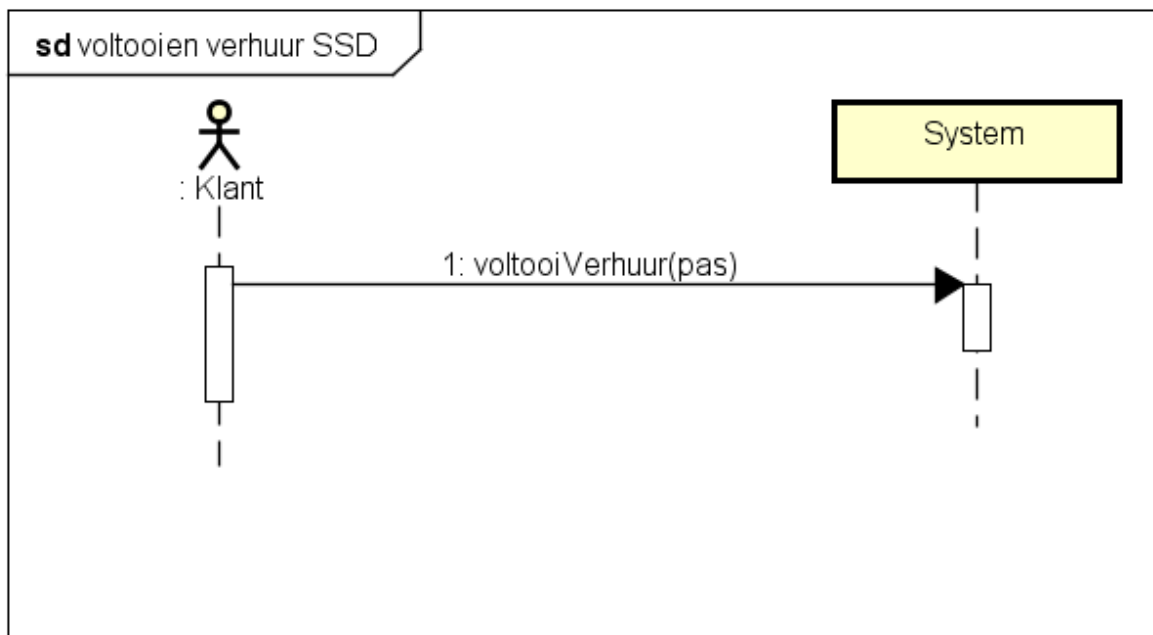 sd voltooien verhuur SSD
: Klant
System
1: voltooiVerhuur(pas)